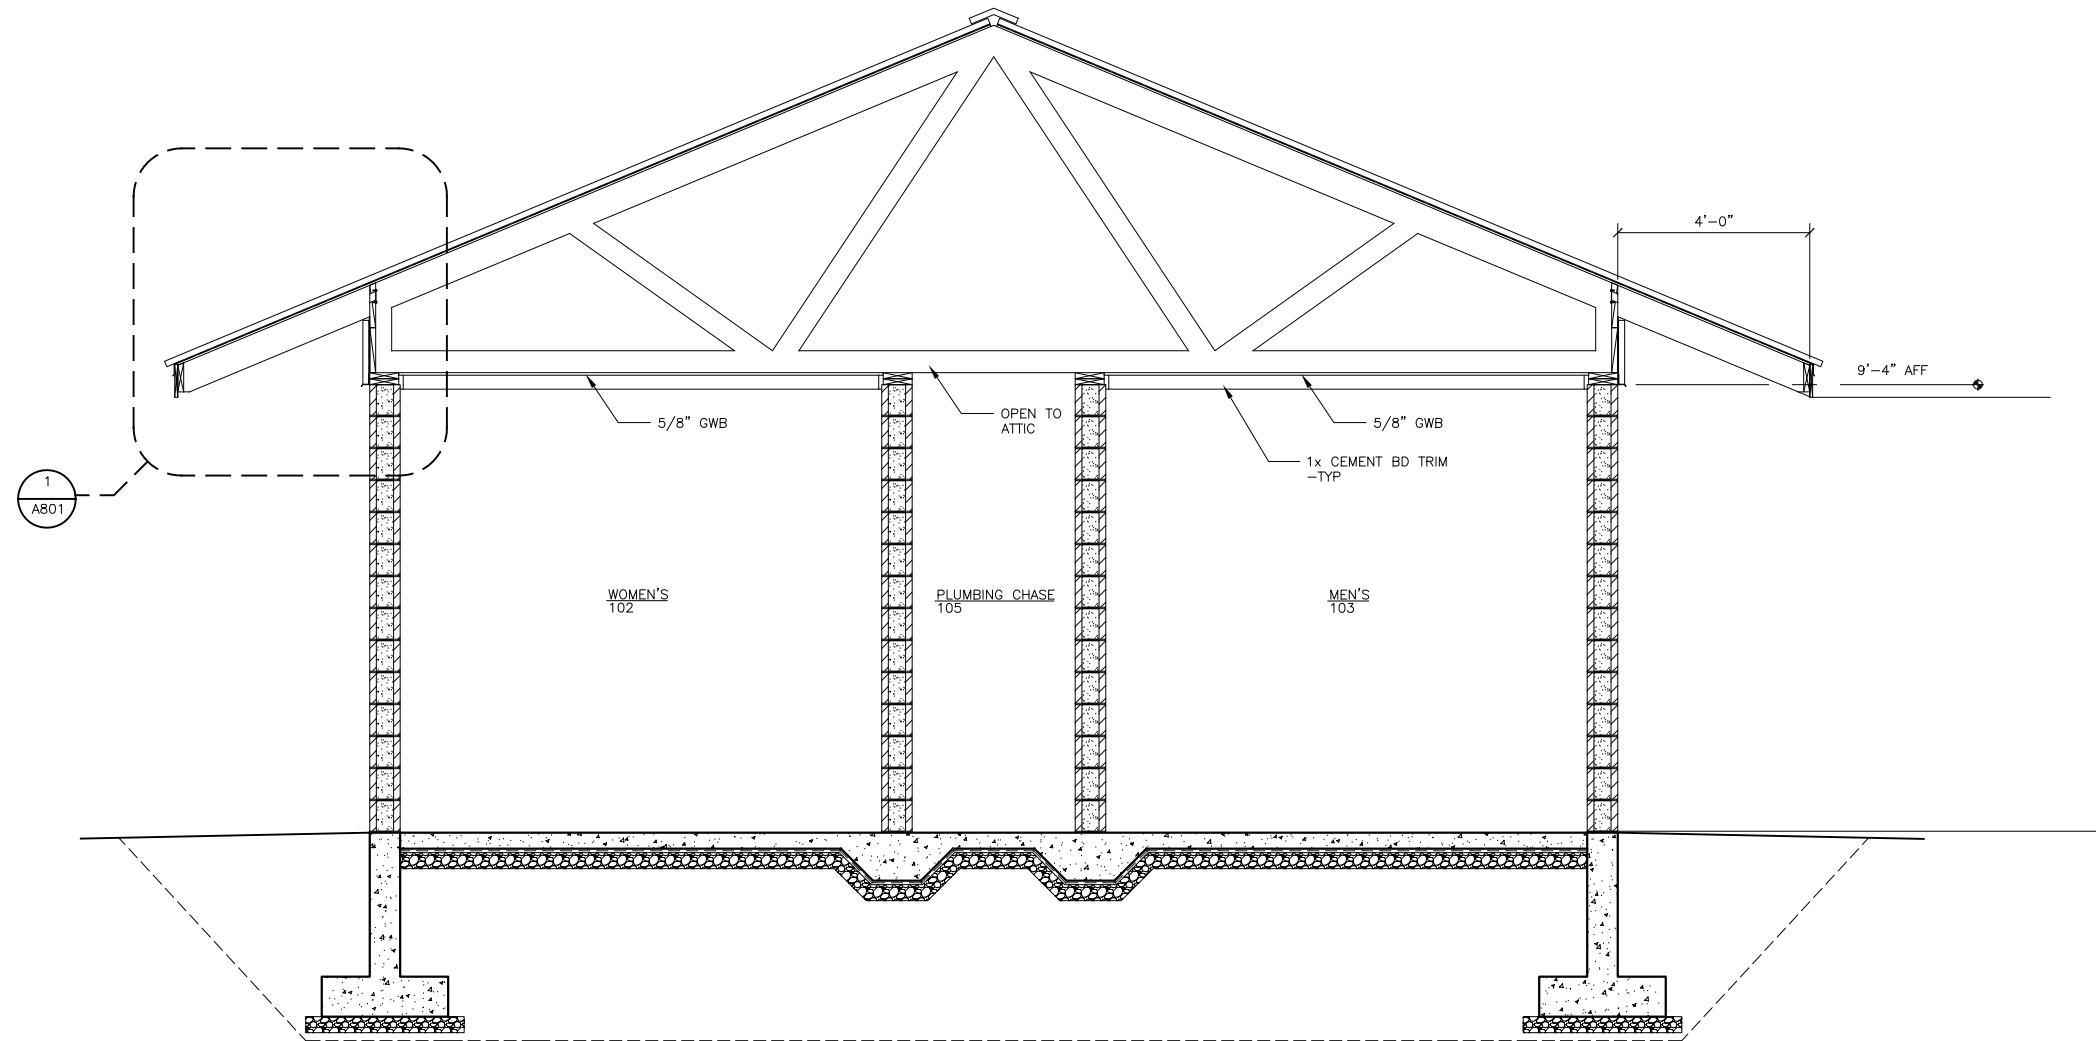 4'-0"
9'-4" AFF
5/8" GWB
OPEN TO
ATTIC
5/8" GWB
1x CEMENT BD TRIM
-TYP
1
A801
WOMEN'S
102
PLUMBING CHASE
105
MEN'S
103